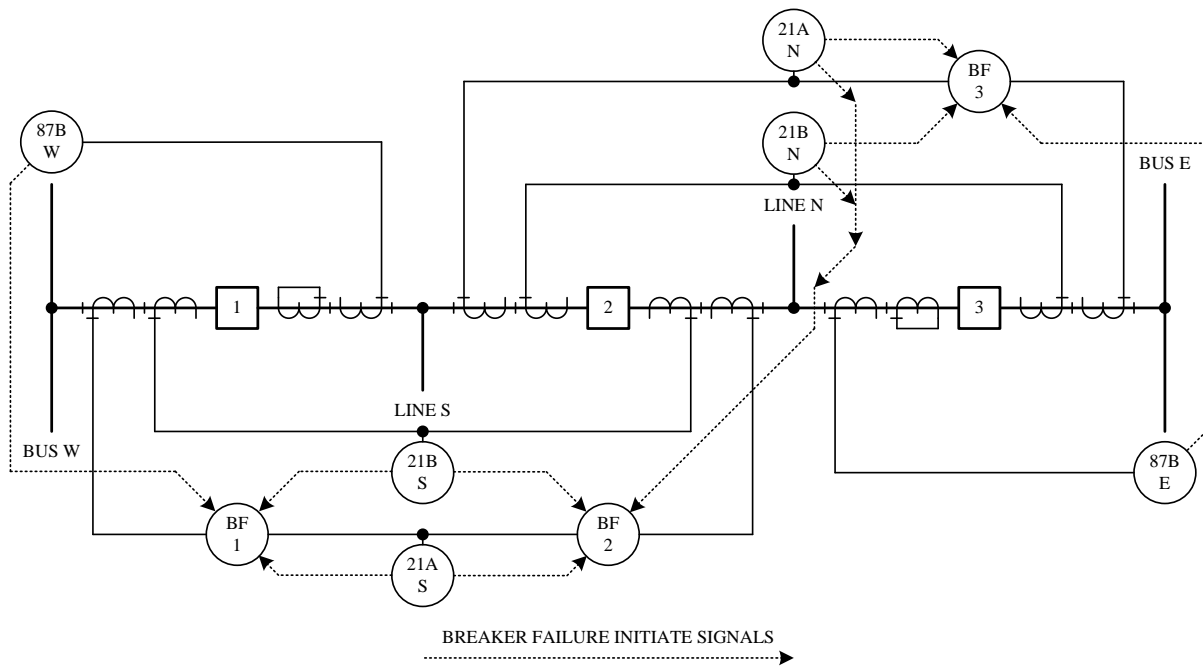 21A
N
BF
3
87B
W
21B
N
BUS E
LINE N
1
2
3
LINE S
BUS W
21B
S
87B
E
BF
1
BF
2
21A
S
BREAKER FAILURE INITIATE SIGNALS